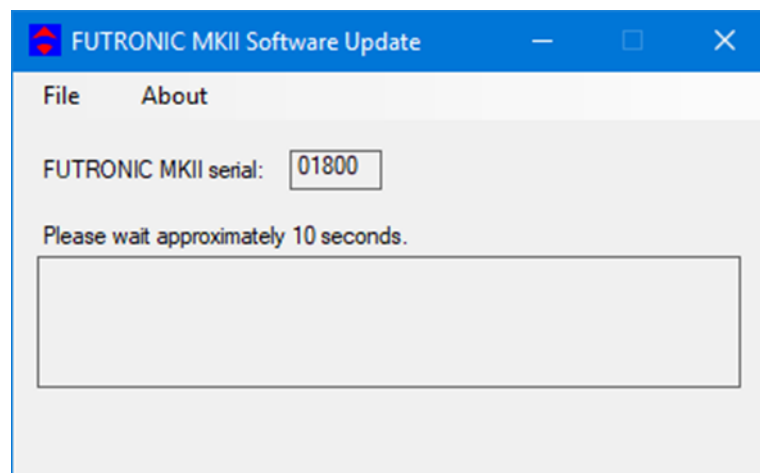 FUTRONIC MKII Software Update
File About
FUTRONIC MKII serial: 01800
Please wait approximately 10 seconds.